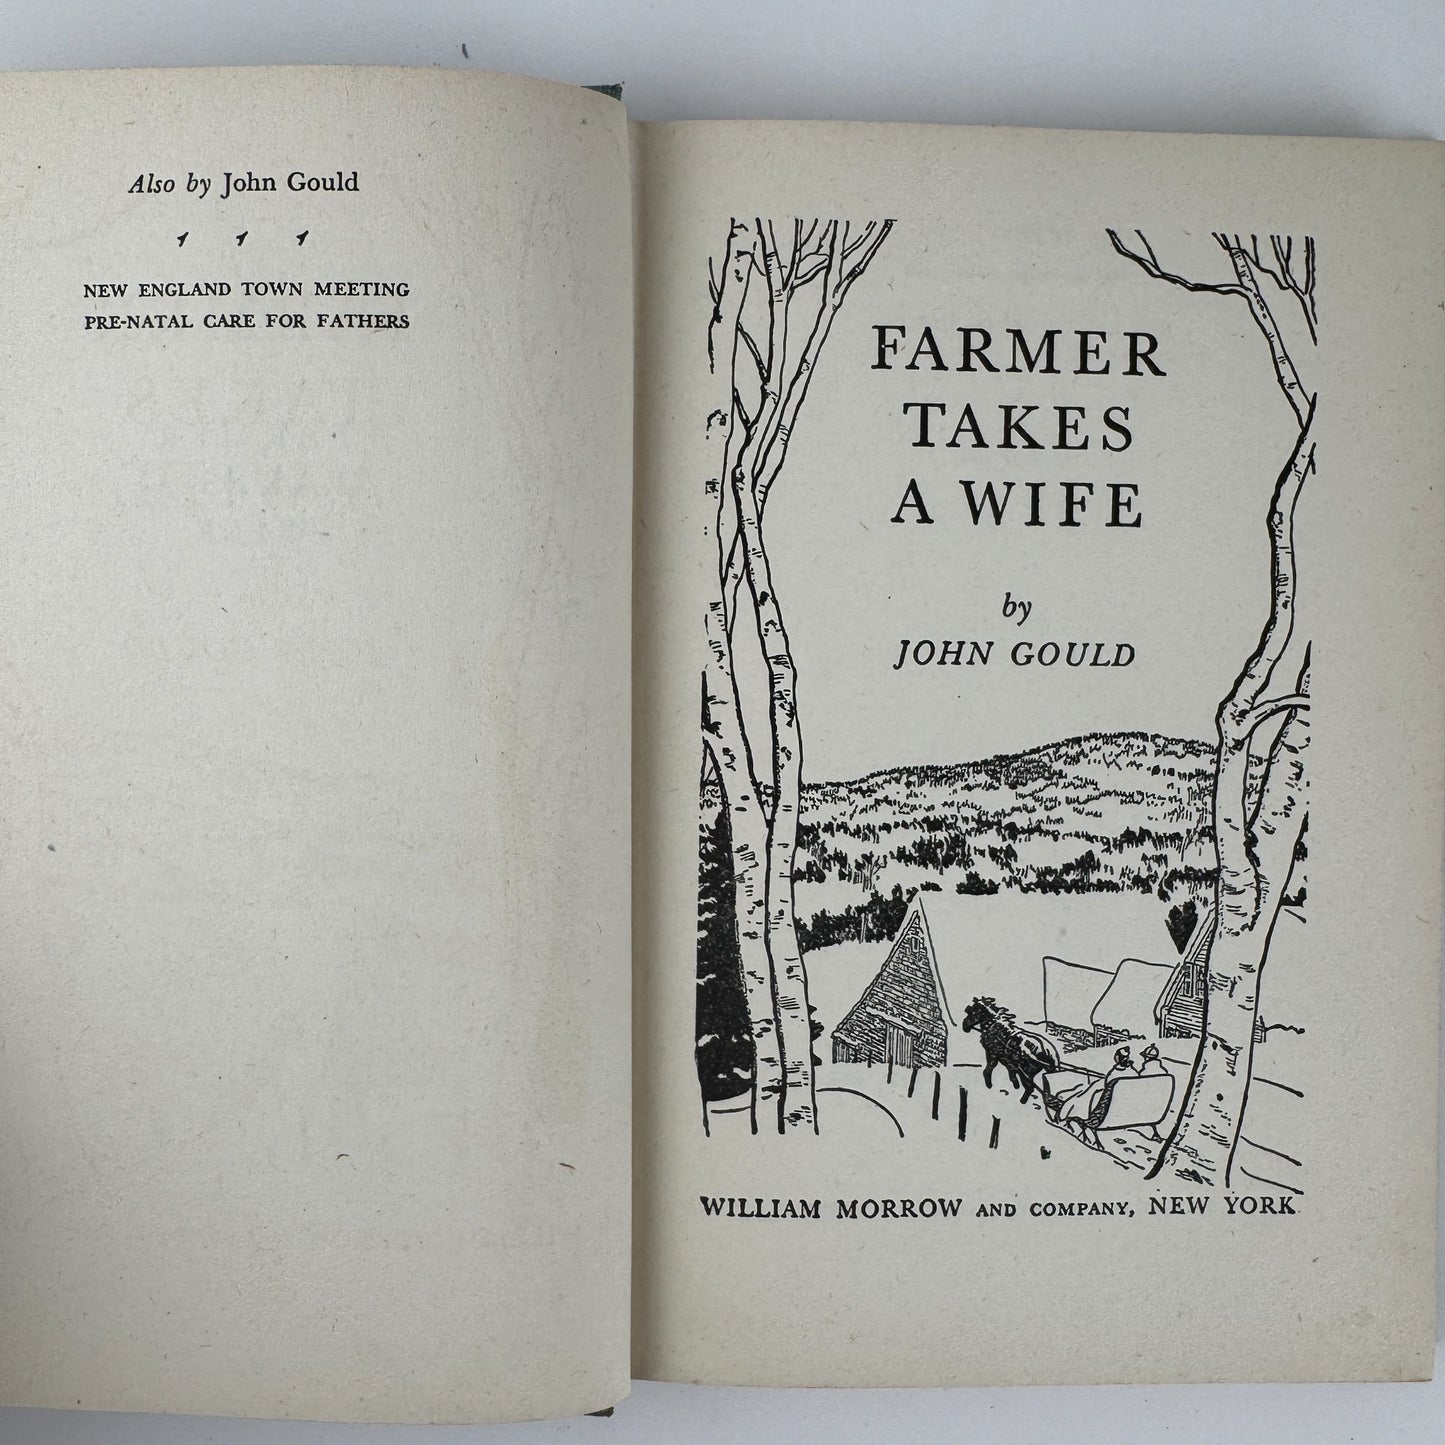 Also by John Gould
NEW ENGLAND TOWN MEETING
PRE-NATAL CARE FOR FATHERS
FARMER
TAKES
A WIFE
by
JOHN GOULD
WILLIAM MORROW AND COMPANY, NEW YORK